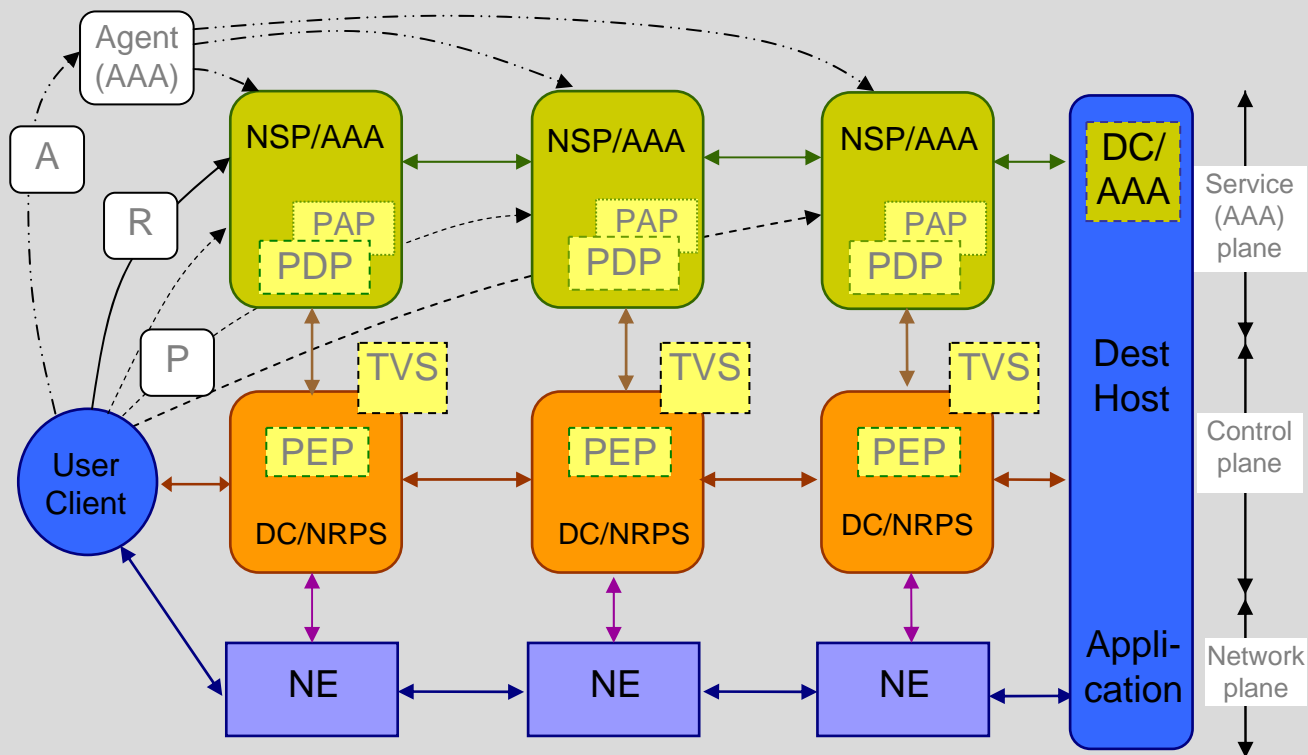 Agent
(AAA)
A
R
P
NSP/AAA
PAP
PDP
NSP/AAA
PAP
PDP
NSP/AAA
PAP
PDP
DC/
AAA
Service
(AAA)
plane
TVS
TVS
TVS
Dest
Host
User
Client
PEP
DC/NRPS
PEP
DC/NRPS
PEP
DC/NRPS
Control
plane
NE
NE
NE
Appli-
cation
Network
plane